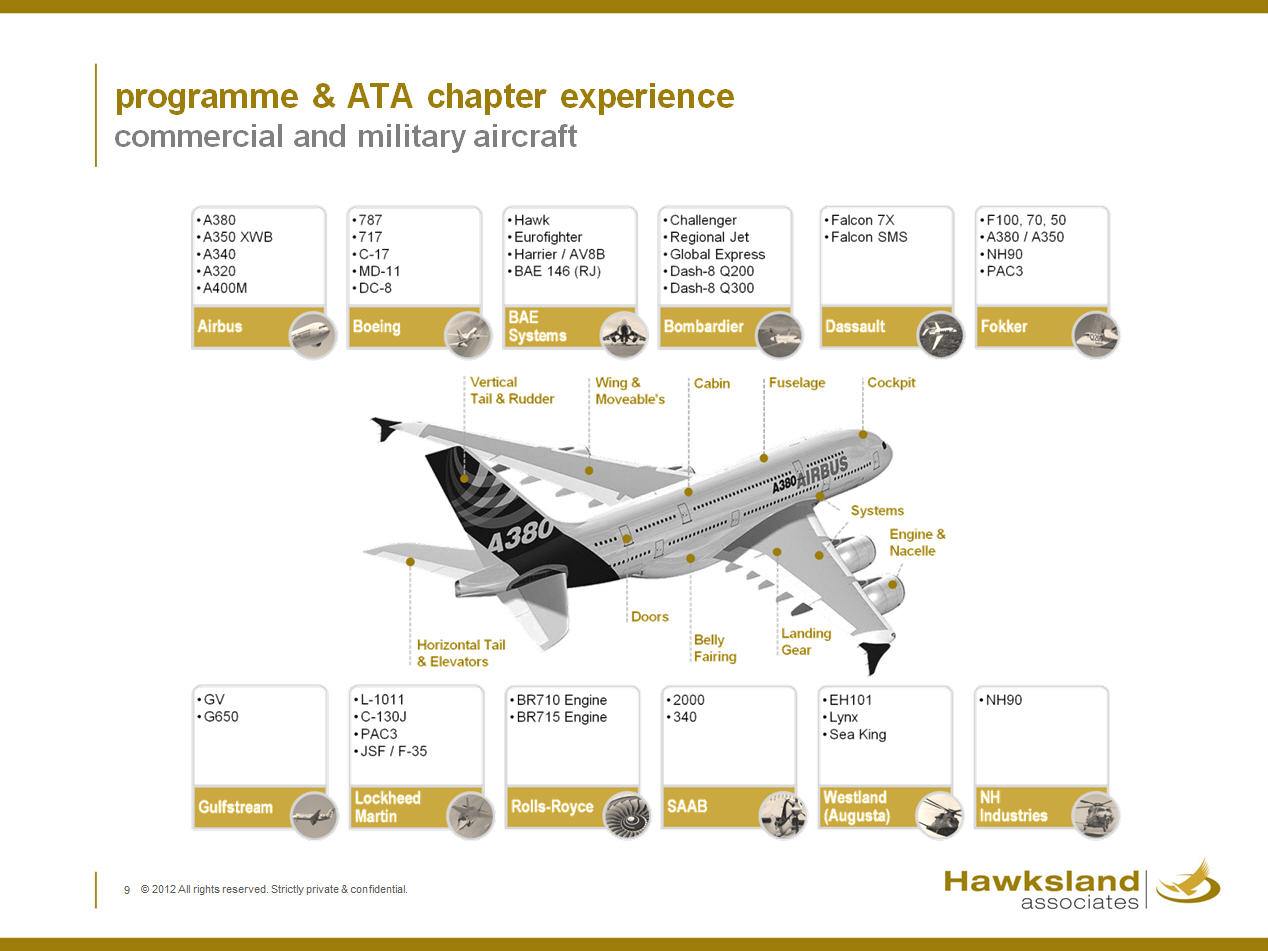 programme & ATA chapter experience
commercial and military aircraft
• A380
• A350 XWB
• A340
• A320
• A400M
Airbus
• 787
• 717
• C-17
• MD-11
• DC-8
Boeing
• Hawk
• Eurofighter
• Harrier / AV8B
• BAE 146 (RJ)
BAE
Systems
• Challenger
• Regional Jet
• Global Express
• Dash-8 Q200
• Dash-8 Q300
Bombardier
• Falcon 7X
• Falcon SMS
Dassault
• F100, 70, 50
• A380 / A350
• NH90
• PAC3
Fokker
Vertical
Tail & Rudder
Wing &
Moveable's
Cabin
Fuselage
Cockpit
A380 AIRBUS
A380
Systems
Engine &
Nacelle
Doors
Belly
Fairing
Landing
Gear
Horizontal Tail
& Elevators
• GV
• G650
Gulfstream
• L-1011
• C-130J
• PAC3
• JSF / F-35
Lockheed
Martin
• BR710 Engine
• BR715 Engine
Rolls-Royce
• 2000
• 340
SAAB
• EH101
• Lynx
• Sea King
Westland
(Augusta)
• NH90
NH
Industries
9 © 2012 All rights reserved. Strictly private & confidential.
Hawksland
associates